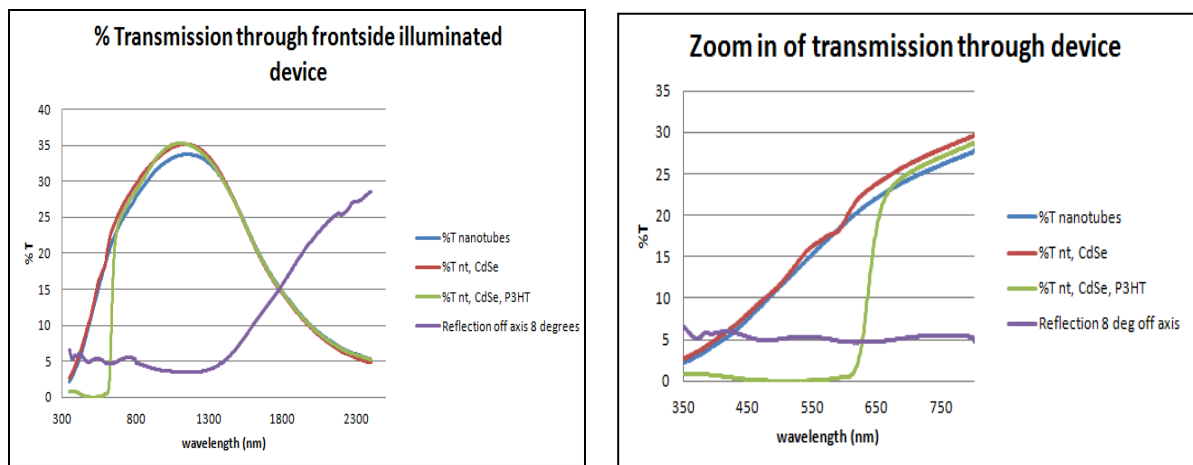 % Transmission through frontside illuminated
device
40
35
30
25
20
15
10
5
0
%T
300
800
1300
1800
2300
wavelength (nm)
%T nanotubes
%T nt, CdSe
%T nt, CdSe, P3HT
Reflection off axis 8 degrees
Zoom in of transmission through device
35
30
25
20
15
10
5
0
%T
350
450
550
650
750
wavelength (nm)
%T nanotubes
%T nt, CdSe
%T nt, CdSe, P3HT
Reflection 8 deg off axis